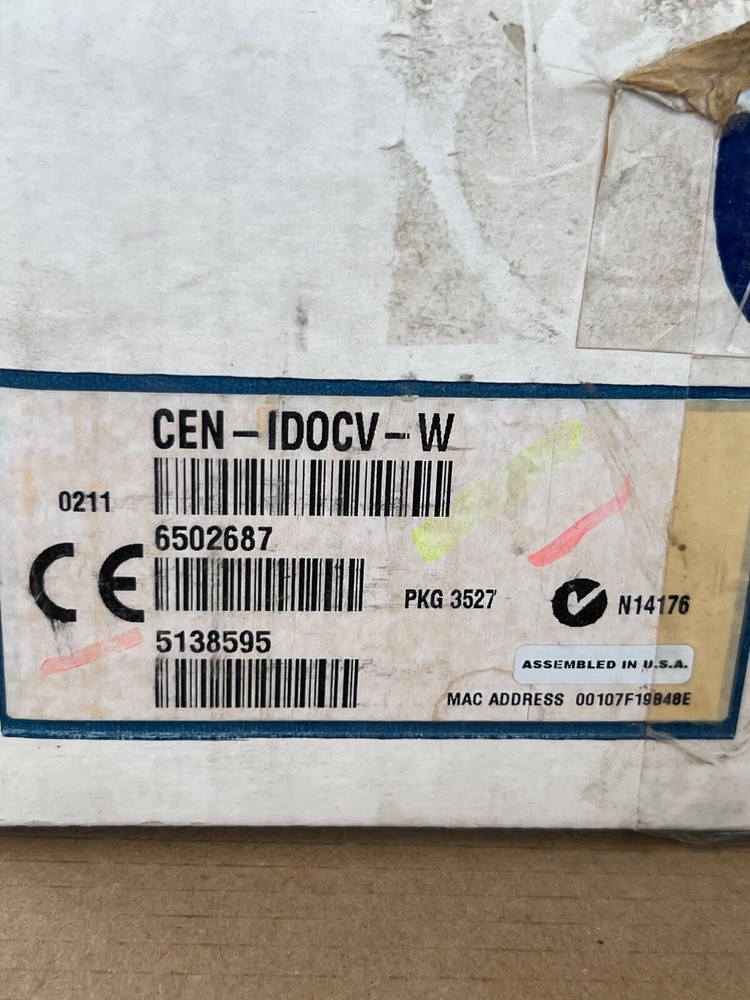 CEN-IDOCV-W
0211
6502687
CE
PKG 3527
N14176
5138595
ASSEMBLED IN U.S.A.
MAC ADDRESS 00107F19B48E